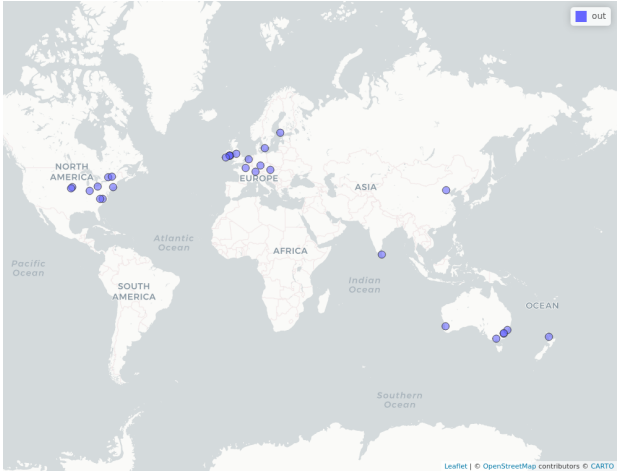 out
NORTH
AMERICA
EUROPE
ASIA
Atlantic
Ocean
AFRICA
Pacific
Ocean
SOUTH
AMERICA
Indian
Ocean
OCEAN
Southern
Ocean
Leaflet | © OpenStreetMap contributors © CARTO